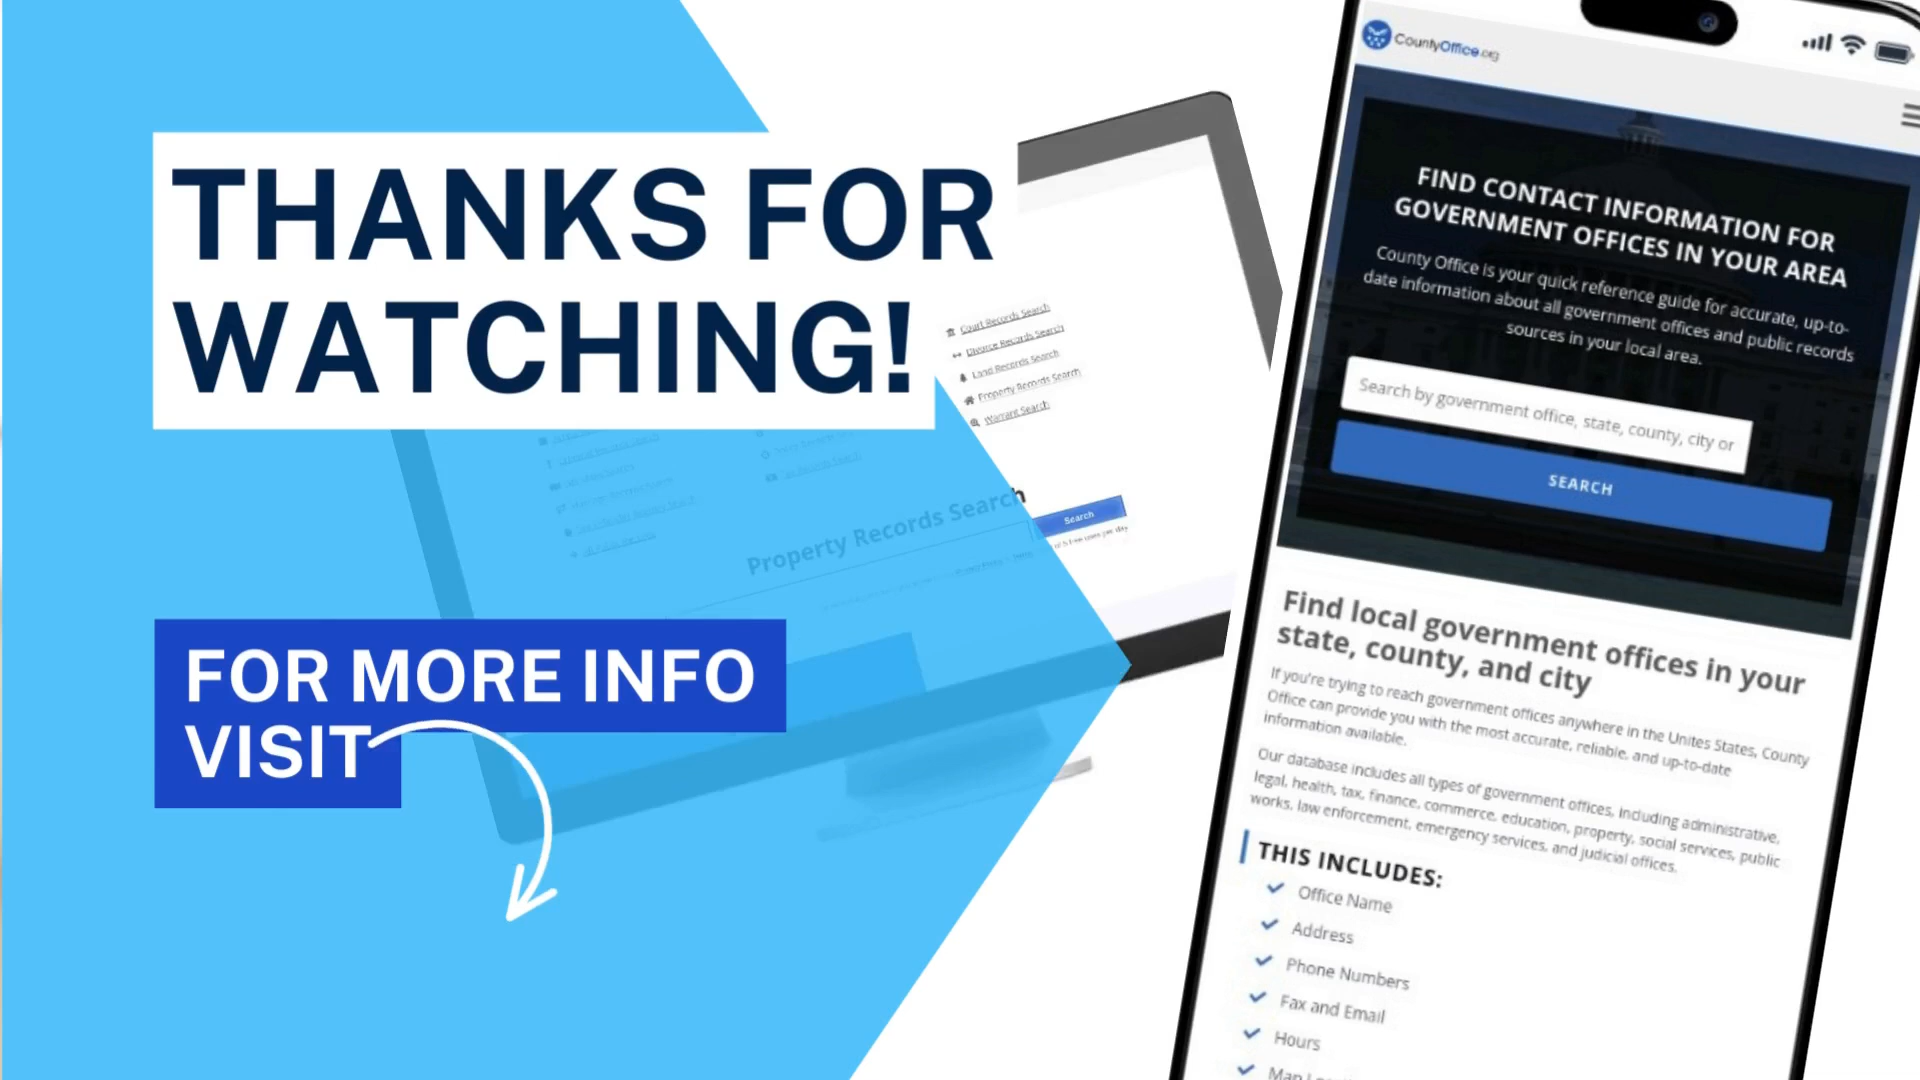 THANKS FOR
WATCHING!
FOR MORE INFO
VISIT
Court Records Search
Divorce Records Search
Land Records Search
Property Records Search
Warrant Search
Property Records Search
Search
CountyOffice.org
FIND CONTACT INFORMATION FOR
GOVERNMENT OFFICES IN YOUR AREA
County Office is your quick reference guide for accurate, up-to-
date information about all government offices and public records
sources in your local area.
Search by government office, state, county, city or
SEARCH
Find local government offices in your
state, county, and city
If you're trying to reach government offices anywhere in the Unites States, County
Office can provide you with the most accurate, reliable, and up-to-date
information available.
Our database includes all types of government offices, including administrative,
legal, health, tax, finance, commerce, education, property, social services, public
works, law enforcement, emergency services, and judicial offices.
THIS INCLUDES:
Office Name
Address
Phone Numbers
Fax and Email
Hours